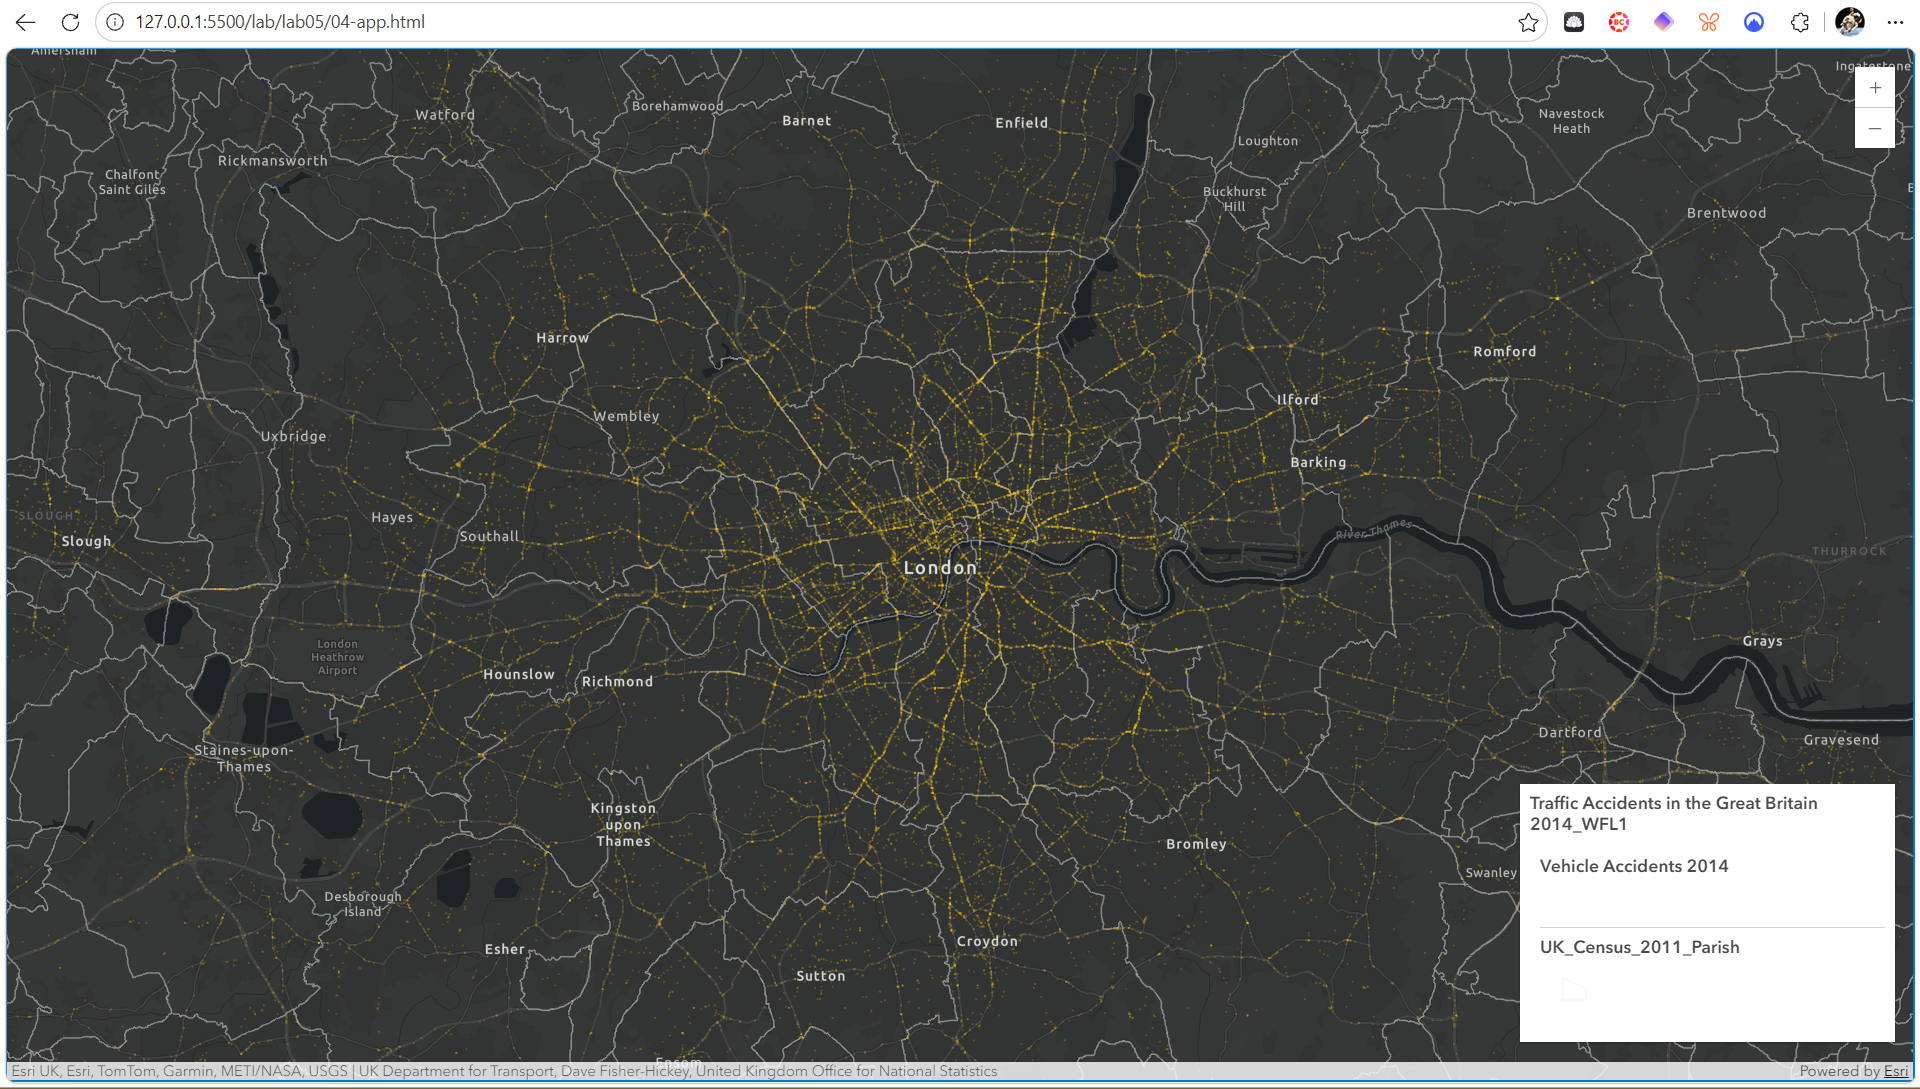 127.0.0.1:5500/lab/lab05/04-app.html
Amersham
Ingatestone
Borehamwood
Watford
Barnet
Enfield
Navestock
Heath
Loughton
Rickmansworth
Chalfont
Saint Giles
Buckhurst
Hill
Brentwood
Harrow
Romford
Ilford
Wembley
Uxbridge
Barking
SLOUGH
Hayes
Southall
Slough
River Thames
THURROCK
London
London
Heathrow
Airport
Grays
Hounslow
Richmond
Staines-upon-
Thames
Dartford
Gravesend
Kingston
upon
Thames
Bromley
Swanley
Desborough
Island
Esher
Croydon
Sutton
Epsom
Traffic Accidents in the Great Britain
2014_WFL1
Vehicle Accidents 2014
UK_Census_2011_Parish
Esri UK, Esri, TomTom, Garmin, METI/NASA, USGS | UK Department for Transport, Dave Fisher-Hickey, United Kingdom Office for National Statistics
Powered by Esri